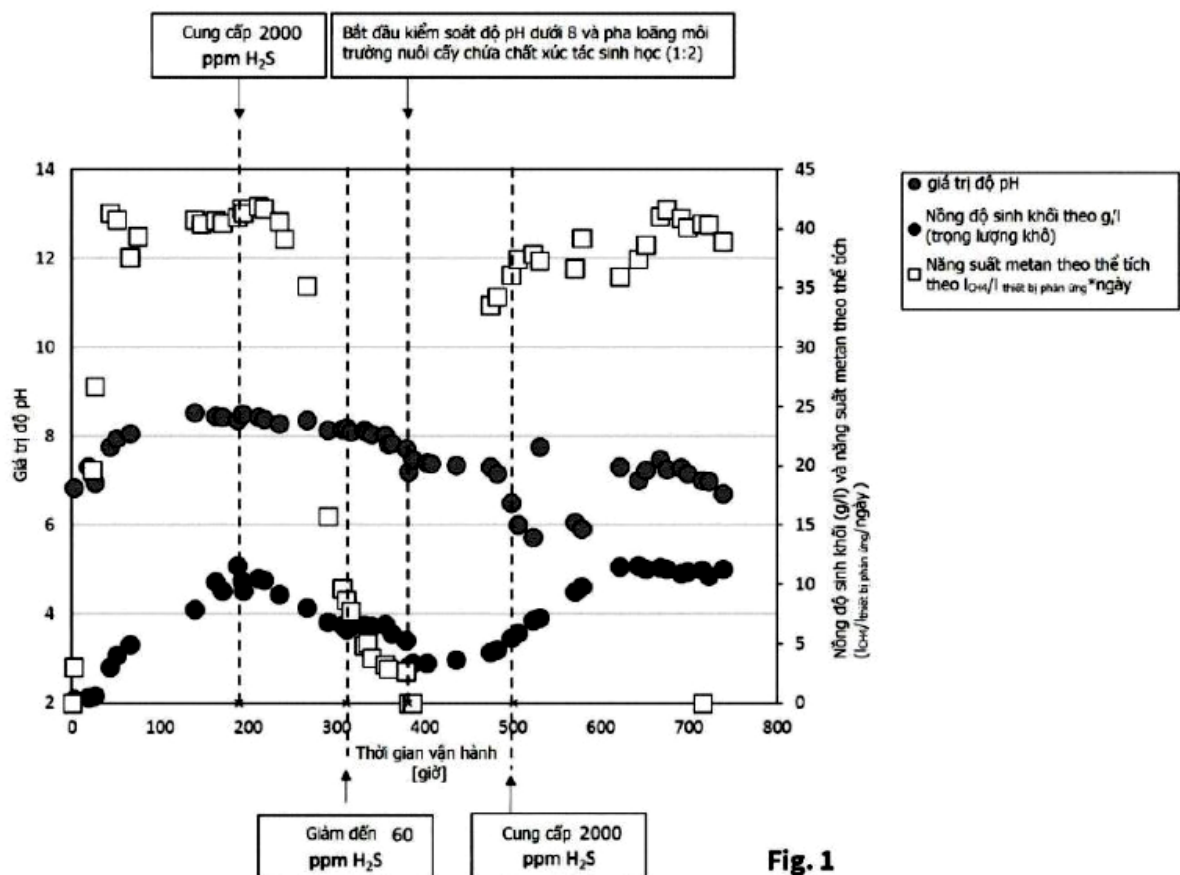 Cung cấp 2000
ppm H₂S
Bắt đầu kiểm soát độ pH dưới 8 và pha loãng môi
trường nuôi cấy chứa chất xúc tác sinh học (1:2)
14
12
10
8
6
4
2
Giá trị độ pH
45
40
35
30
25
20
15
10
5
0
Nồng độ sinh khối (g/l) và năng suất metan theo thể tích
(l_CH4/l_thiết bị phản ứng/ngày)
0 100 200 300 400 500 600 700 800
Thời gian vận hành
[giờ]
giá trị độ pH
Nồng độ sinh khối theo g/l
(trọng lượng khô)
Năng suất metan theo thể tích
theo l_CH4/l thiết bị phản ứng*ngày
Giảm đến 60
ppm H₂S
Cung cấp 2000
ppm H₂S
Fig. 1